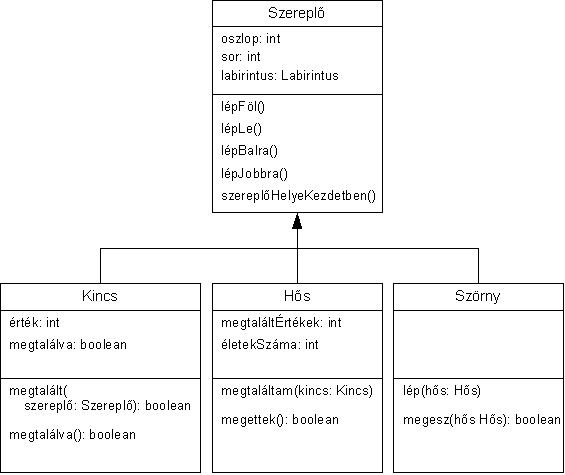 Szereplő
oszlop: int
sor: int
labirintus: Labirintus
lépFöl()
lépLe()
lépBalra()
lépJobbra()
szereplőHelyeKezdetben()
Kincs
érték: int
megtalálva: boolean
megtalált(
szereplő: Szereplő): boolean
megtalálva(): boolean
Hős
megtaláltÉrtékek: int
életekSzáma: int
megtaláltam(kincs: Kincs)
megettek(): boolean
Szörny
lép(hős: Hős)
megesz(hős Hős): boolean